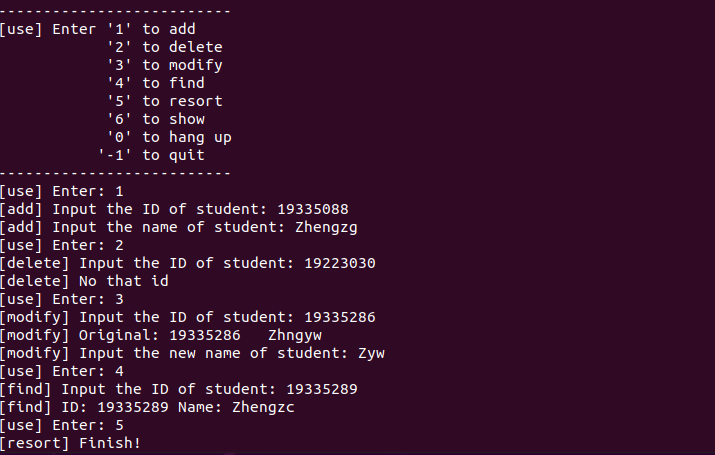 --------------------------
[use] Enter '1' to add
            '2' to delete
            '3' to modify
            '4' to find
            '5' to resort
            '6' to show
            '0' to hang up
           '-1' to quit
--------------------------
[use] Enter: 1
[add] Input the ID of student: 19335088
[add] Input the name of student: Zhengzg
[use] Enter: 2
[delete] Input the ID of student: 19223030
[delete] No that id
[use] Enter: 3
[modify] Input the ID of student: 19335286
[modify] Original: 19335286   Zhngyw
[modify] Input the new name of student: Zyw
[use] Enter: 4
[find] Input the ID of student: 19335289
[find] ID: 19335289 Name: Zhengzc
[use] Enter: 5
[resort] Finish!